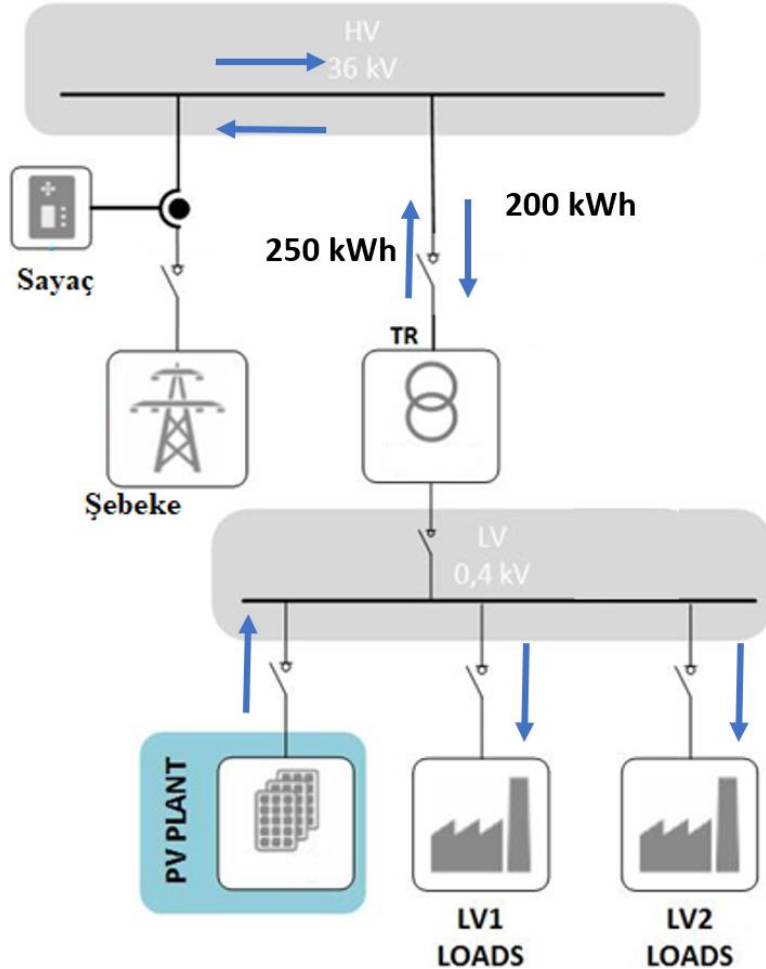 HV
36 kV
200 kWh
250 kWh
Sayaç
TR
Şebeke
LV
0,4 kV
PV PLANT
LV1
LOADS
LV2
LOADS